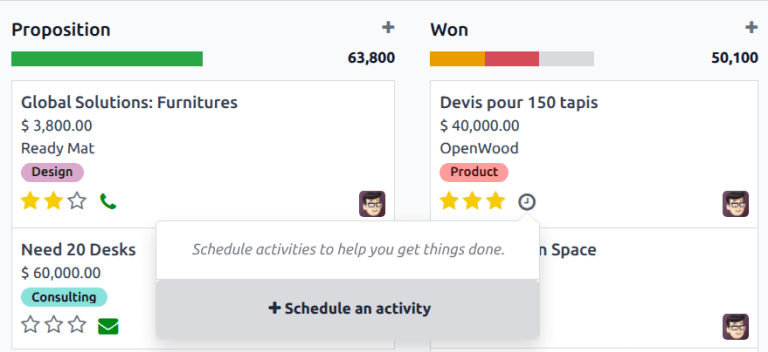 Proposition
63,800
Global Solutions: Furnitures
$ 3,800.00
Ready Mat
Design
Need 20 Desks
$ 60,000.00
Consulting
Won
50,100
Devis pour 150 tapis
$ 40,000.00
OpenWood
Product
Space
Schedule activities to help you get things done.
+ Schedule an activity